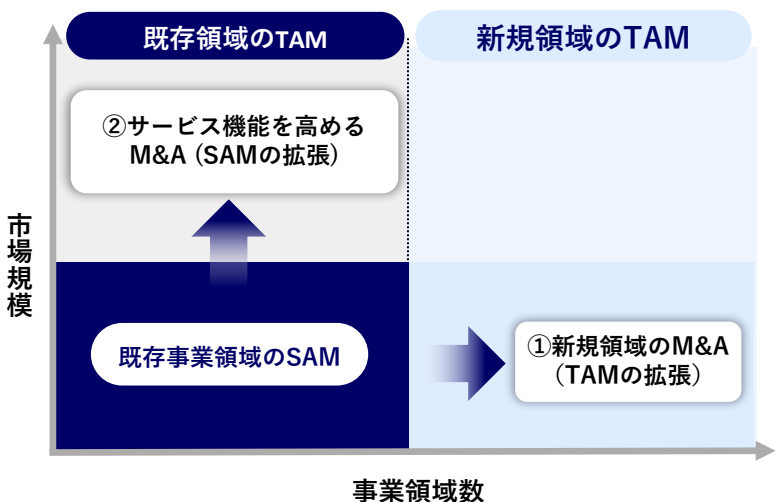 既存領域のTAM
新規領域のTAM
②サービス機能を高める
M&A (SAMの拡張)
市場規模
既存事業領域のSAM
①新規領域のM&A
（TAMの拡張）
事業領域数